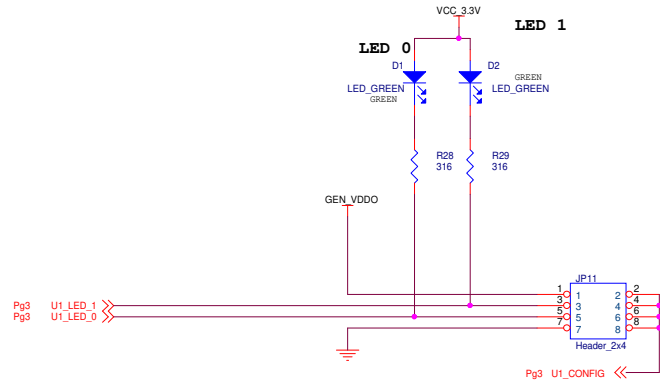 VCC_3.3V
LED 1
LED 0
D1
D2
GREEN
LED_GREEN
LED_GREEN
GREEN
R28
R29
316
316
GEN_VDDO
JP11
1
1
2
2
Pg3 U1_LED_1
3
3
4
4
Pg3 U1_LED_0
5
5
6
6
7
7
8
8
Header_2x4
Pg3 U1_CONFIG